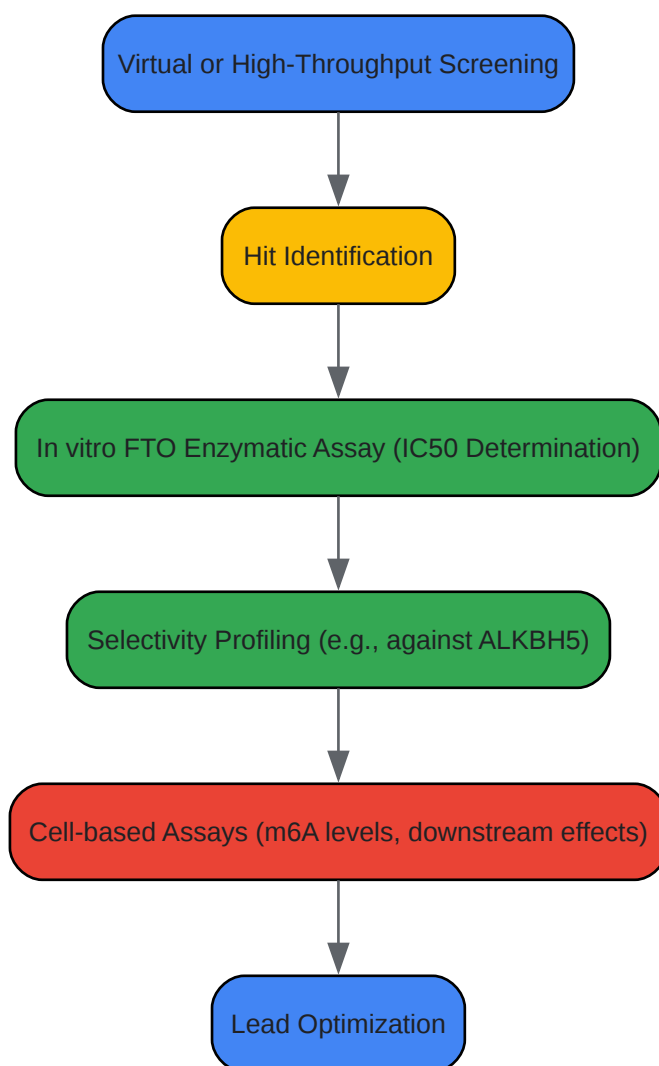 Virtual or High-Throughput Screening
Hit Identification
In vitro FTO Enzymatic Assay (IC50 Determination)
Selectivity Profiling (e.g., against ALKBH5)
Cell-based Assays (m6A levels, downstream effects)
Lead Optimization